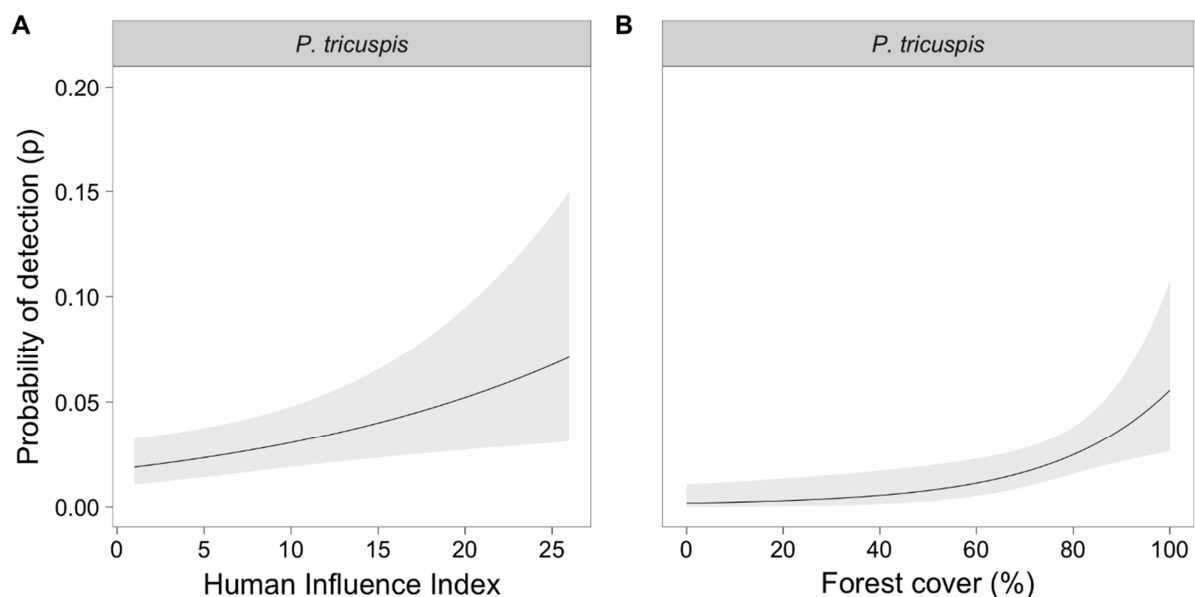 A
P. tricuspis
Probability of detection (p)
0.20
0.15
0.10
0.05
0.00
0 5 10 15 20 25
Human Influence Index
B
P. tricuspis
0 20 40 60 80 100
Forest cover (%)